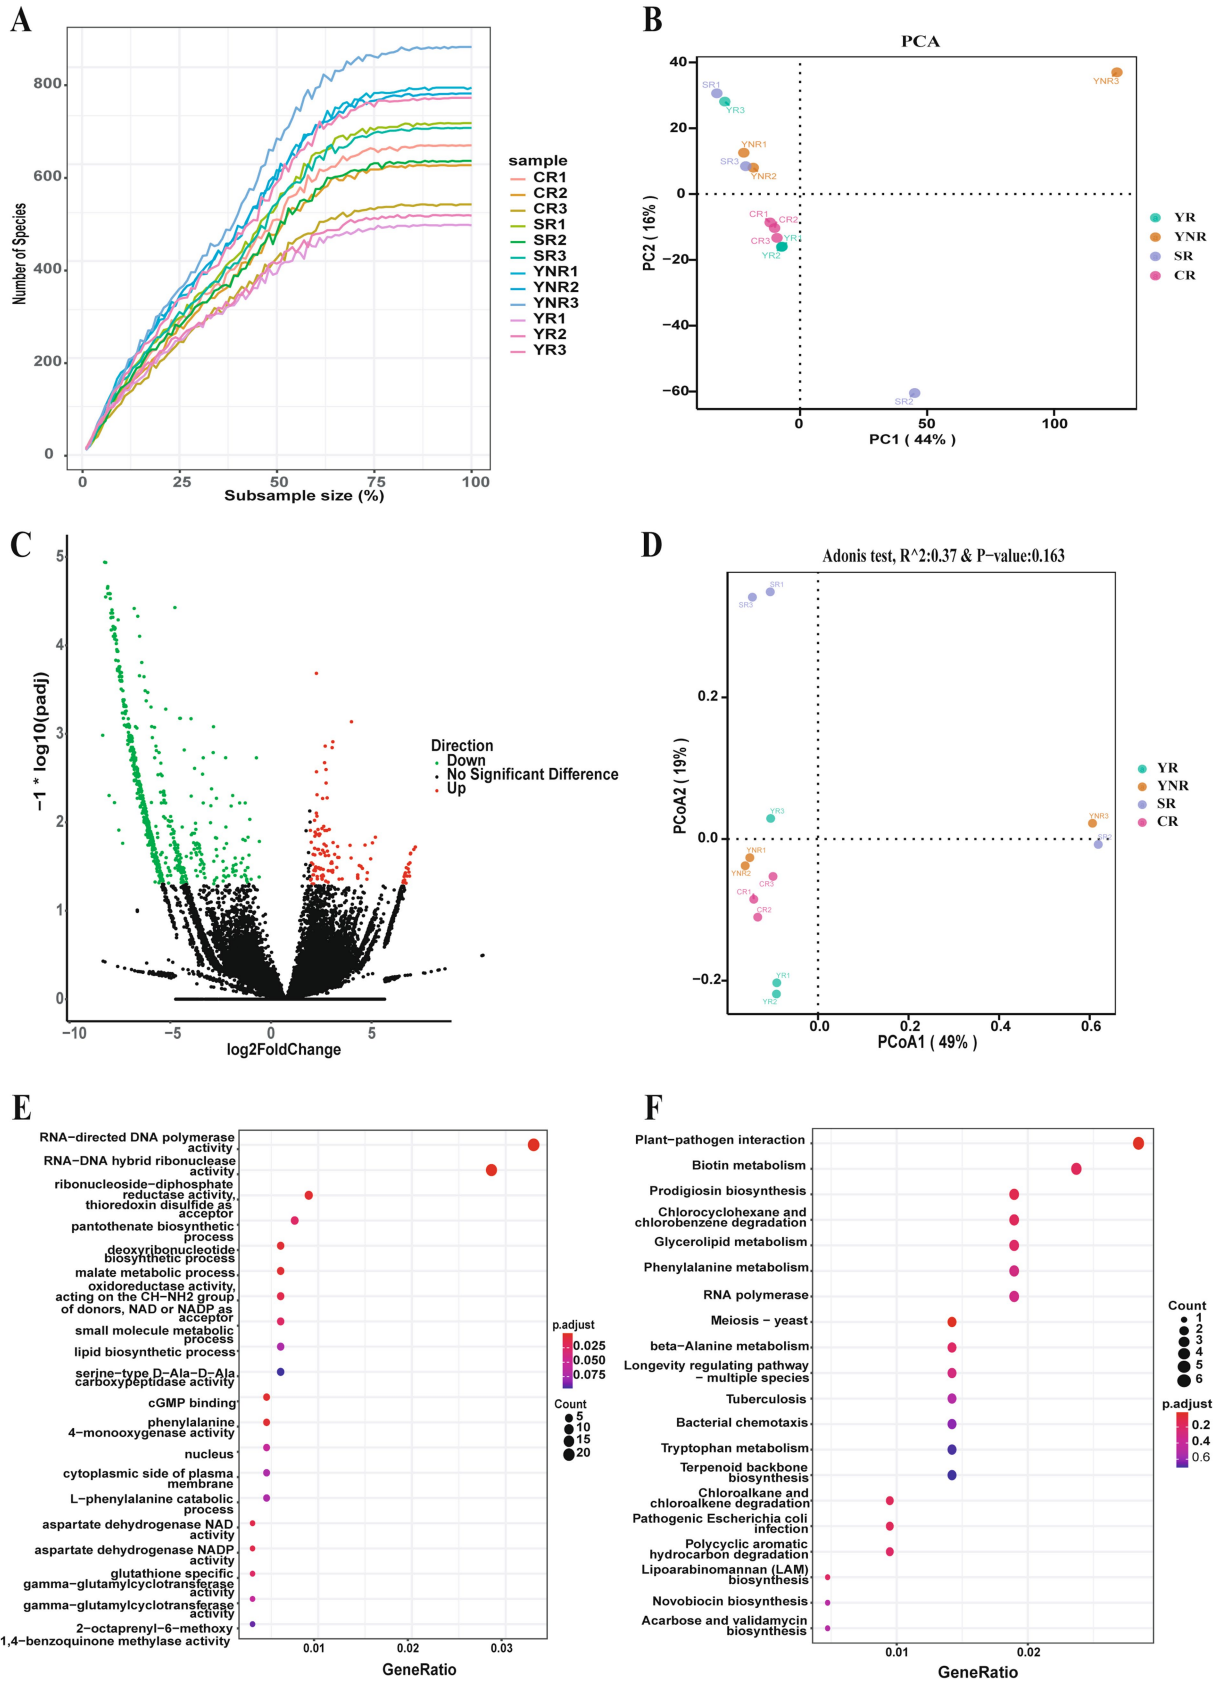 A
Number of Species
800
600
400
200
0
0
25
50
75
100
Subsample size (%)
sample
CR1
CR2
CR3
SR1
SR2
SR3
YNR1
YNR2
YNR3
YR1
YR2
YR3
B
PCA
PC2 ( 16% )
40
20
0
−20
−40
−60
0
50
100
PC1 ( 44% )
SR1
YR3
YNR3
YNR1
SR3
YNR2
CR1
CR2
CR3
YR1
YR2
SR2
YR
YNR
SR
CR
C
−1 * log10(padj)
5
4
3
2
1
0
−10
−5
0
5
log2FoldChange
Direction
Down
No Significant Difference
Up
D
Adonis test, R^2:0.37 & P−value:0.163
PCoA2 ( 19% )
0.2
0.0
−0.2
0.0
0.2
0.4
0.6
PCoA1 ( 49% )
SR1
SR3
YR3
YNR3
SR2
YNR1
YNR2
CR3
CR1
CR2
YR1
YR2
YR
YNR
SR
CR
E
RNA−directed DNA polymerase
activity
RNA−DNA hybrid ribonuclease
activity
ribonucleoside−diphosphate
reductase activity,
thioredoxin disulfide as
acceptor
pantothenate biosynthetic
process
deoxyribonucleotide
biosynthetic process
malate metabolic process
oxidoreductase activity,
acting on the CH−NH2 group
of donors, NAD or NADP as
acceptor
small molecule metabolic
process
lipid biosynthetic process
serine−type D−Ala−D−Ala
carboxypeptidase activity
cGMP binding
phenylalanine
4−monooxygenase activity
nucleus
cytoplasmic side of plasma
membrane
L−phenylalanine catabolic
process
aspartate dehydrogenase NAD
activity
aspartate dehydrogenase NADP
activity
glutathione specific
gamma−glutamylcyclotransferase
activity
gamma−glutamylcyclotransferase
activity
2−octaprenyl−6−methoxy
1,4−benzoquinone methylase activity
0.01
0.02
0.03
GeneRatio
p.adjust
0.025
0.050
0.075
Count
5
10
15
20
F
Plant−pathogen interaction
Biotin metabolism
Prodigiosin biosynthesis
Chlorocyclohexane and
chlorobenzene degradation
Glycerolipid metabolism
Phenylalanine metabolism
RNA polymerase
Meiosis − yeast
beta−Alanine metabolism
Longevity regulating pathway
− multiple species
Tuberculosis
Bacterial chemotaxis
Tryptophan metabolism
Terpenoid backbone
biosynthesis
Chloroalkane and
chloroalkene degradation
Pathogenic Escherichia coli
infection
Polycyclic aromatic
hydrocarbon degradation
Lipoarabinomannan (LAM)
biosynthesis
Novobiocin biosynthesis
Acarbose and validamycin
biosynthesis
0.01
0.02
GeneRatio
Count
1
2
3
4
5
6
p.adjust
0.2
0.4
0.6